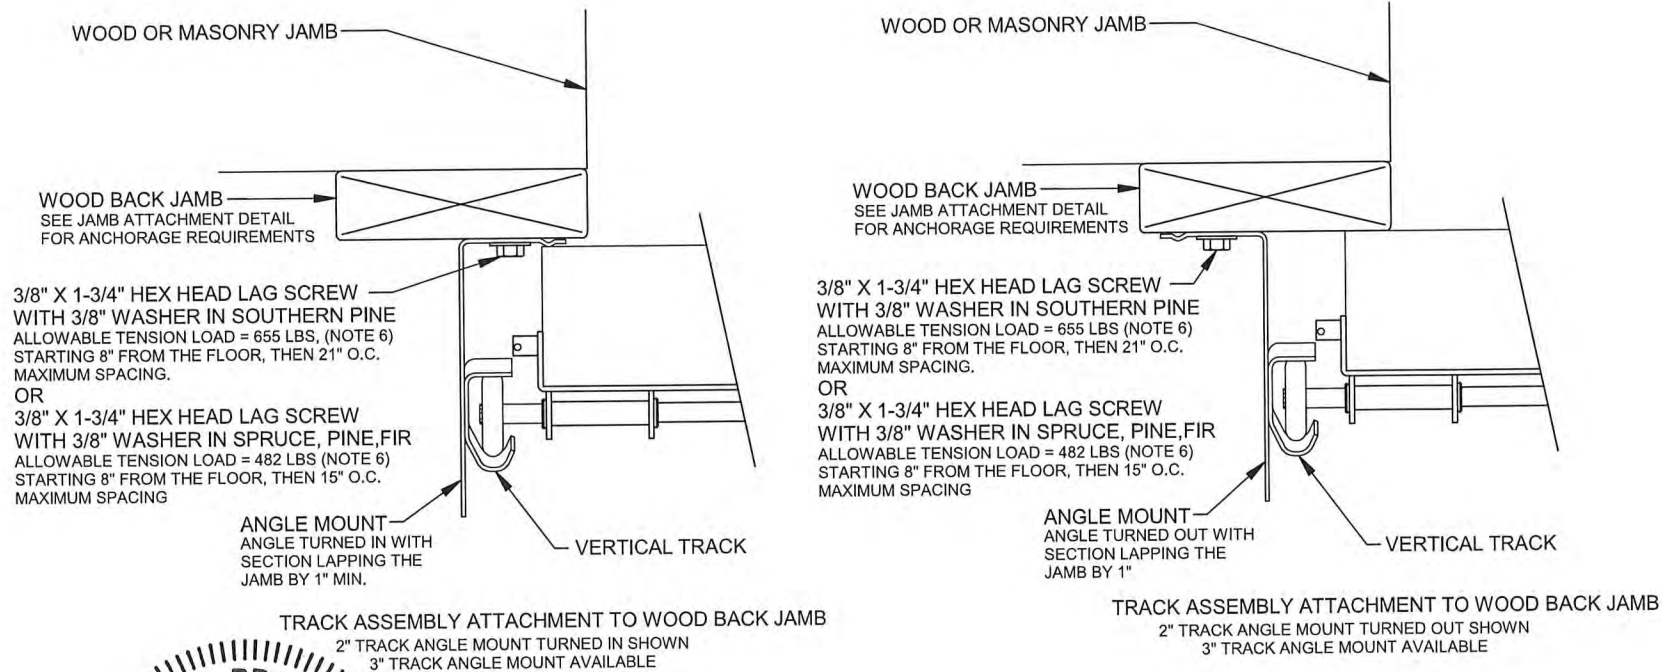 WOOD OR MASONRY JAMB
WOOD BACK JAMB
SEE JAMB ATTACHMENT DETAIL
FOR ANCHORAGE REQUIREMENTS
3/8" X 1-3/4" HEX HEAD LAG SCREW
WITH 3/8" WASHER IN SOUTHERN PINE
ALLOWABLE TENSION LOAD = 655 LBS, (NOTE 6)
STARTING 8" FROM THE FLOOR, THEN 21" O.C.
MAXIMUM SPACING.
OR
3/8" X 1-3/4" HEX HEAD LAG SCREW
WITH 3/8" WASHER IN SPRUCE, PINE,FIR
ALLOWABLE TENSION LOAD = 482 LBS (NOTE 6)
STARTING 8" FROM THE FLOOR, THEN 15" O.C.
MAXIMUM SPACING
ANGLE MOUNT
ANGLE TURNED IN WITH
SECTION LAPPING THE
JAMB BY 1" MIN.
VERTICAL TRACK
TRACK ASSEMBLY ATTACHMENT TO WOOD BACK JAMB
2" TRACK ANGLE MOUNT TURNED IN SHOWN
3" TRACK ANGLE MOUNT AVAILABLE
WOOD OR MASONRY JAMB
WOOD BACK JAMB
SEE JAMB ATTACHMENT DETAIL
FOR ANCHORAGE REQUIREMENTS
3/8" X 1-3/4" HEX HEAD LAG SCREW
WITH 3/8" WASHER IN SOUTHERN PINE
ALLOWABLE TENSION LOAD = 655 LBS (NOTE 6)
STARTING 8" FROM THE FLOOR, THEN 21" O.C.
MAXIMUM SPACING.
OR
3/8" X 1-3/4" HEX HEAD LAG SCREW
WITH 3/8" WASHER IN SPRUCE, PINE,FIR
ALLOWABLE TENSION LOAD = 482 LBS (NOTE 6)
STARTING 8" FROM THE FLOOR, THEN 15" O.C.
MAXIMUM SPACING
ANGLE MOUNT
ANGLE TURNED OUT WITH
SECTION LAPPING THE
JAMB BY 1"
VERTICAL TRACK
TRACK ASSEMBLY ATTACHMENT TO WOOD BACK JAMB
2" TRACK ANGLE MOUNT TURNED OUT SHOWN
3" TRACK ANGLE MOUNT AVAILABLE